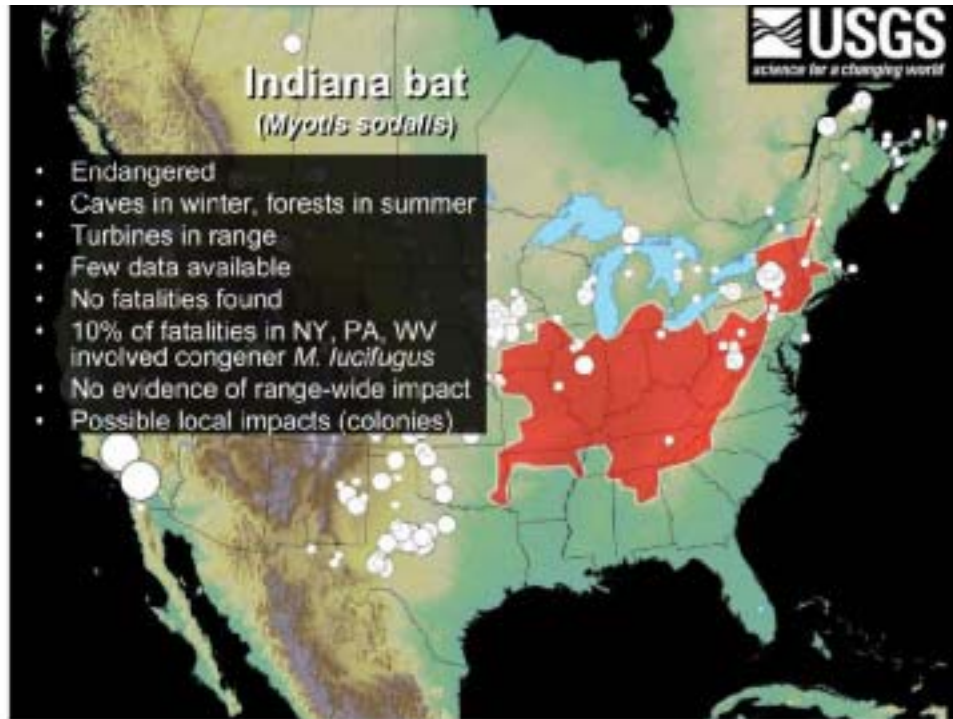 USGS
science for a changing world
Indiana bat
(Myotis sodalis)
• Endangered
• Caves in winter, forests in summer
• Turbines in range
• Few data available
• No fatalities found
• 10% of fatalities in NY, PA, WV
involved congener M. lucifugus
• No evidence of range-wide impact
• Possible local impacts (colonies)